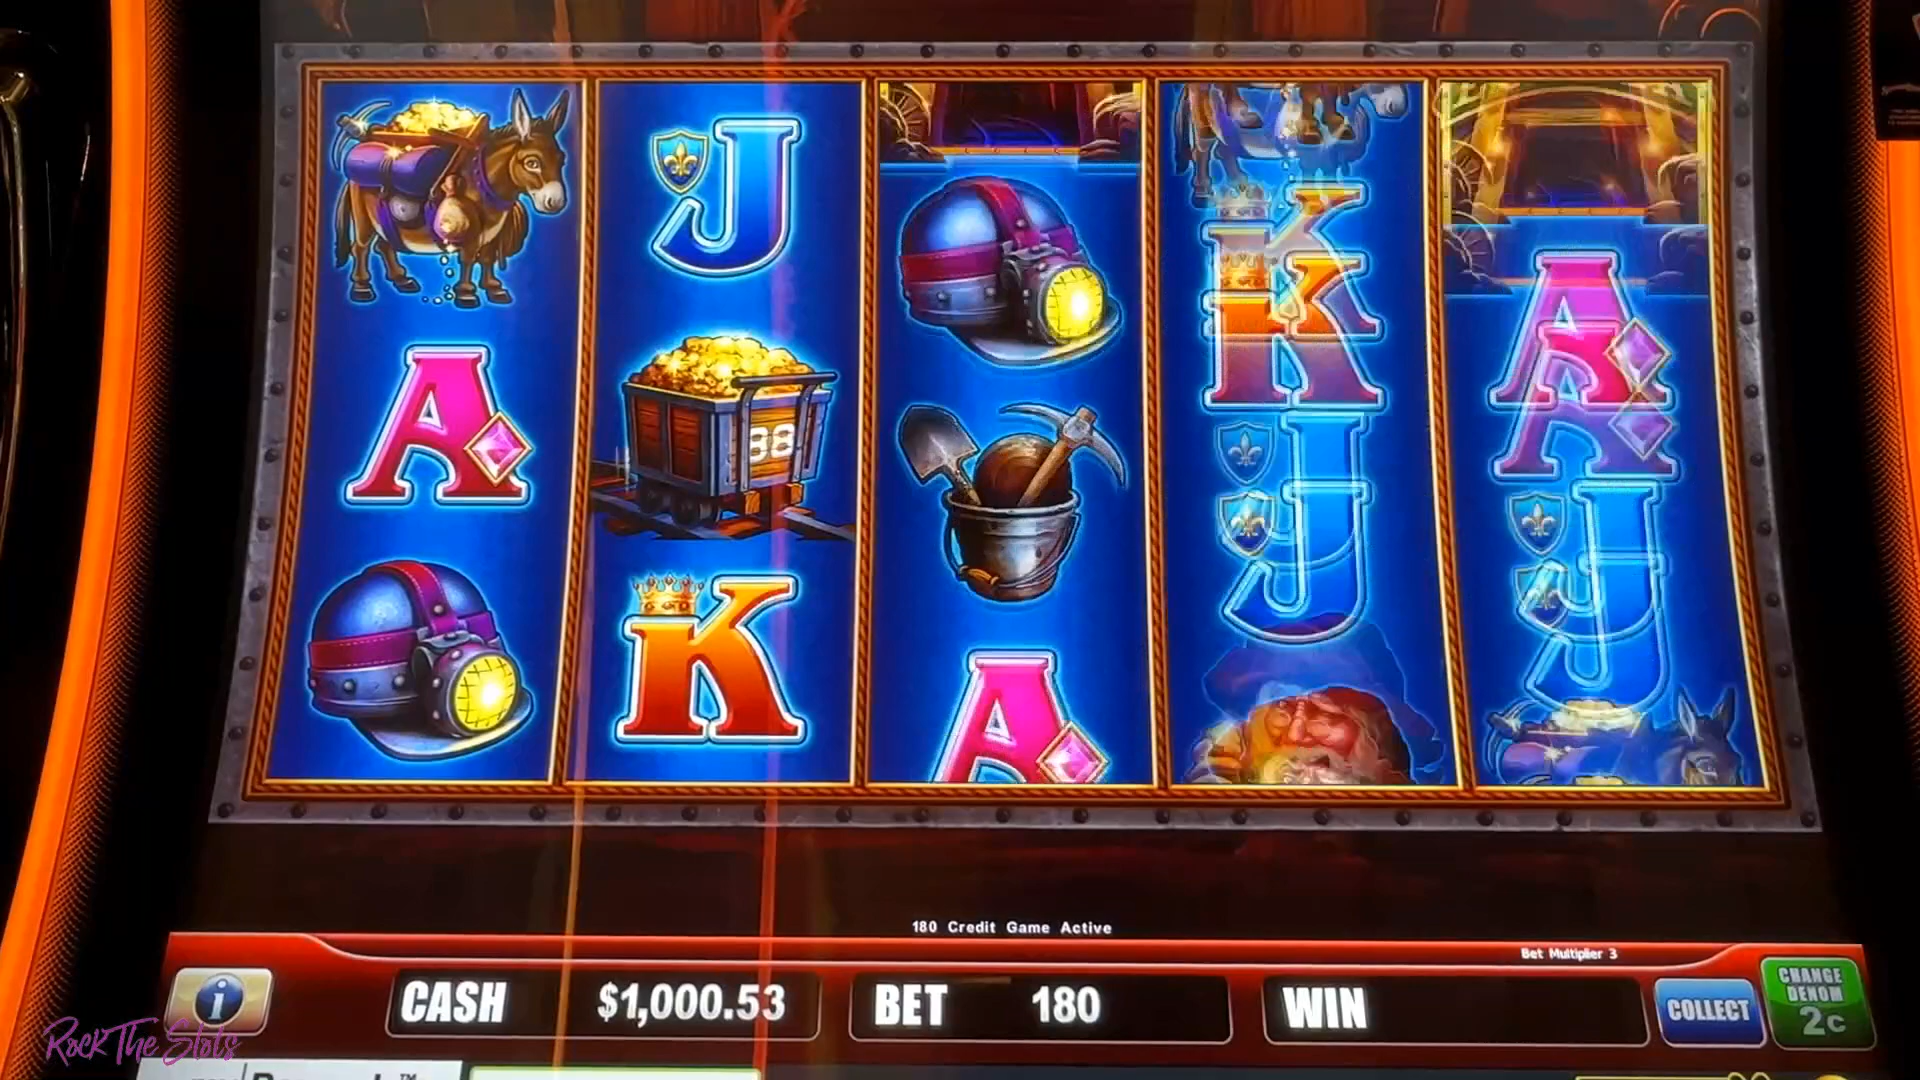 J
A
88
K
A
K
K
J
J
A
A
J
J
180 Credit Game Active
Bet Multiplier 3
CASH $1,000.53 BET 180 WIN
COLLECT
CHANGE
DENOM
2c
i
Rock The Slots